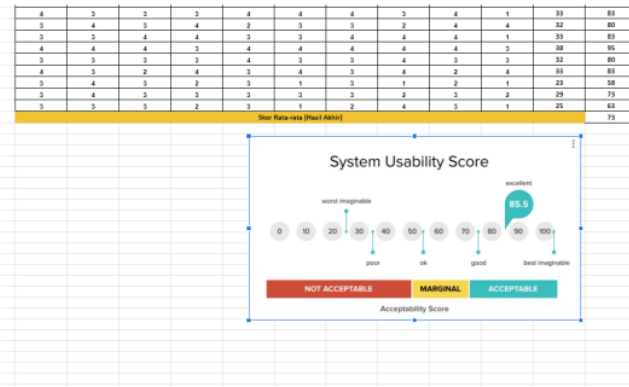 4 3 3 3 4 4 4 3 4 1 33 83
3 4 3 4 2 3 3 2 4 4 32 80
3 3 4 4 3 3 4 4 4 1 33 83
4 4 4 3 4 4 4 4 4 3 38 95
3 3 3 3 4 3 3 4 3 3 32 80
4 3 2 4 3 4 3 4 2 4 33 83
3 4 3 2 3 1 3 1 2 1 23 58
3 4 3 3 3 3 3 2 3 2 29 73
3 3 3 2 3 1 2 4 3 1 25 63
Skor Rata-rata (Hasil Akhir) 73
System Usability Score
excellent
worst imaginable
85.5
0 10 20 30 40 50 60 70 80 90 100
poor ok good best imaginable
NOT ACCEPTABLE MARGINAL ACCEPTABLE
Acceptability Score